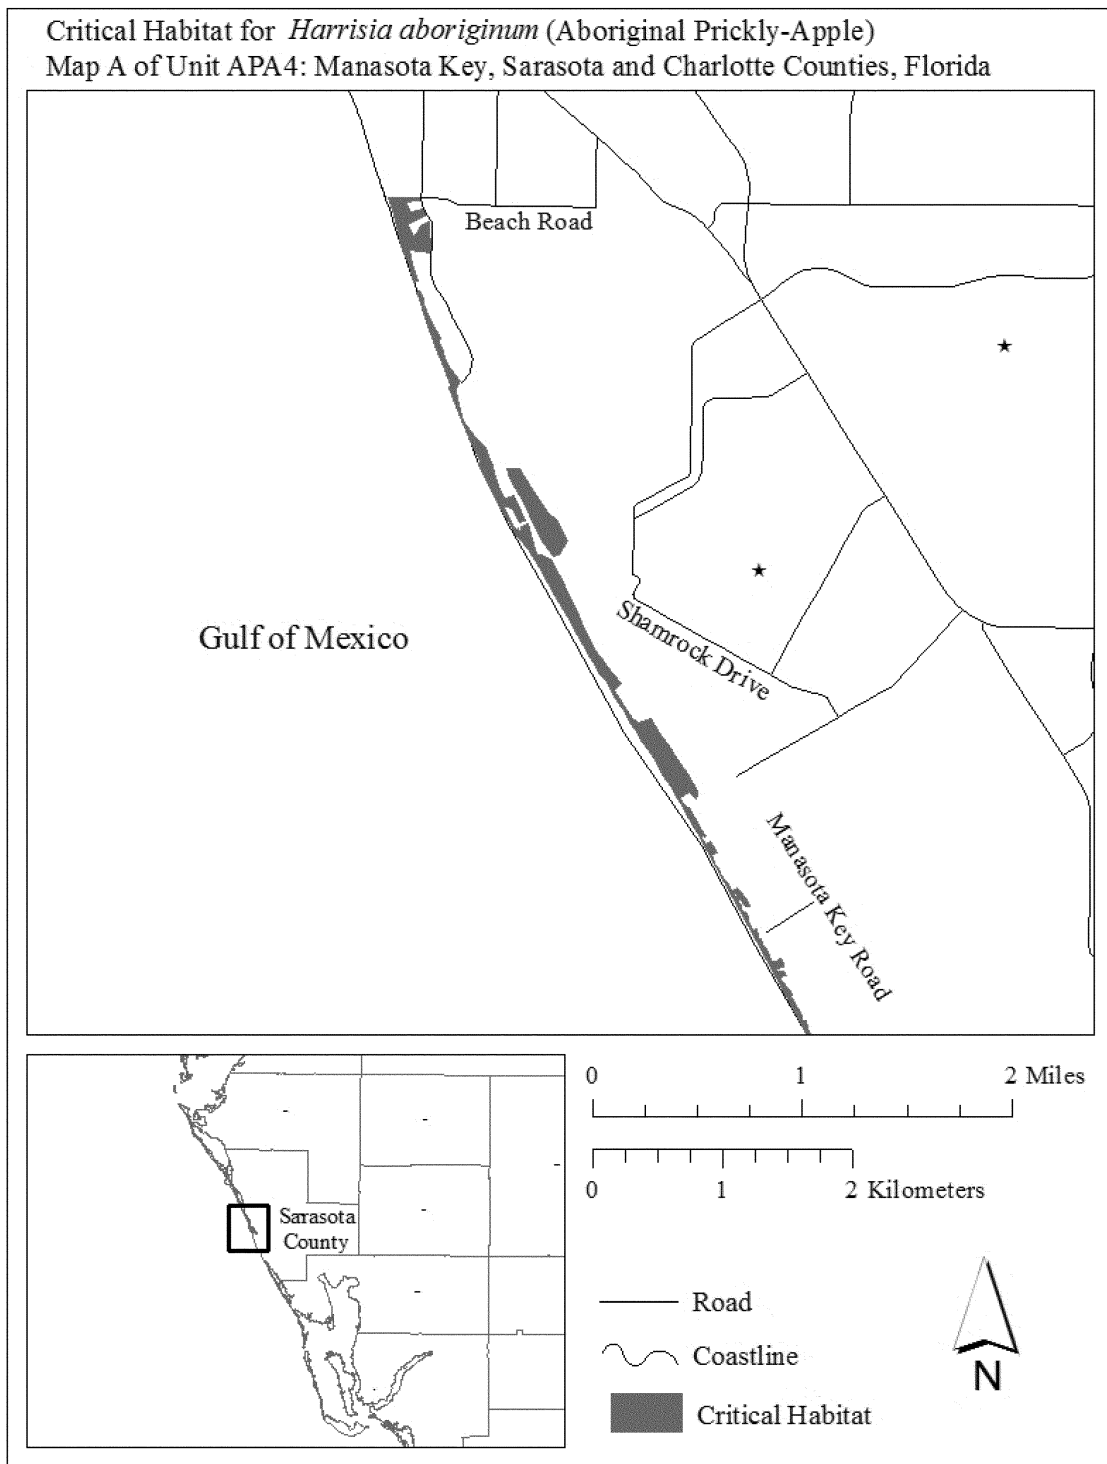 Critical Habitat for Harrisia aboriginum (Aboriginal Prickly-Apple)
Map A of Unit APA4: Manasota Key, Sarasota and Charlotte Counties, Florida
Beach Road
Shamrock Drive
Gulf of Mexico
Manasota Key Road
Sarasota
County
0 1 2 Miles
0 1 2 Kilometers
Road
Coastline
Critical Habitat
N